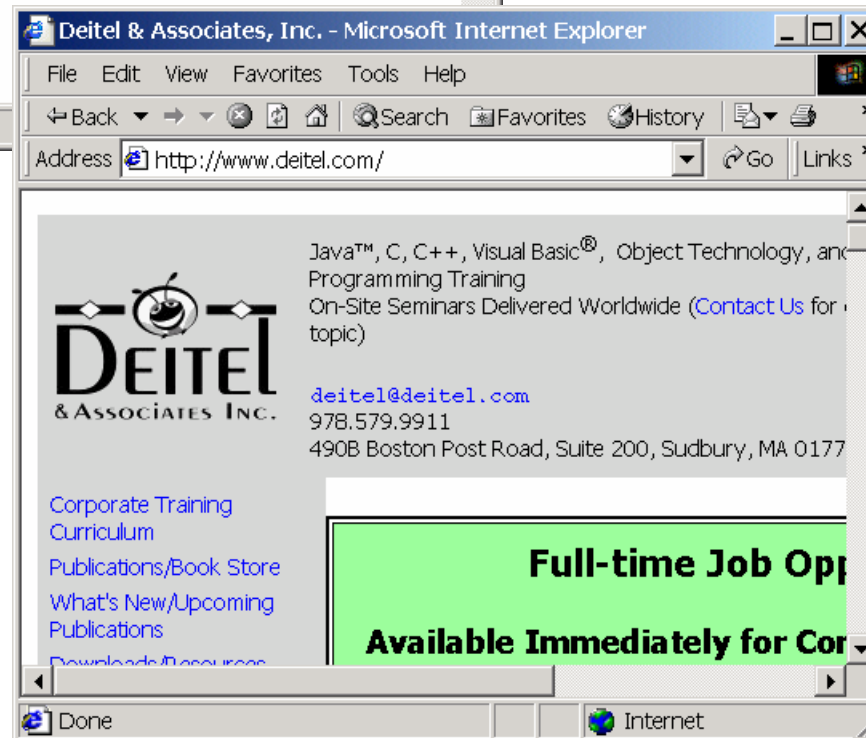 Deitel & Associates, Inc. - Microsoft Internet Explorer
File Edit View Favorites Tools Help
Back Search Favorites History
Address http://www.deitel.com/ Go Links
Java™, C, C++, Visual Basic®, Object Technology, and
Programming Training
On-Site Seminars Delivered Worldwide (Contact Us for
topic)
DEITEL
& ASSOCIATES INC.
deitel@deitel.com
978.579.9911
490B Boston Post Road, Suite 200, Sudbury, MA 0177
Corporate Training
Curriculum
Publications/Book Store
What's New/Upcoming
Publications
Downloads/Resources
Full-time Job Opp
Available Immediately for Cor
Done Internet